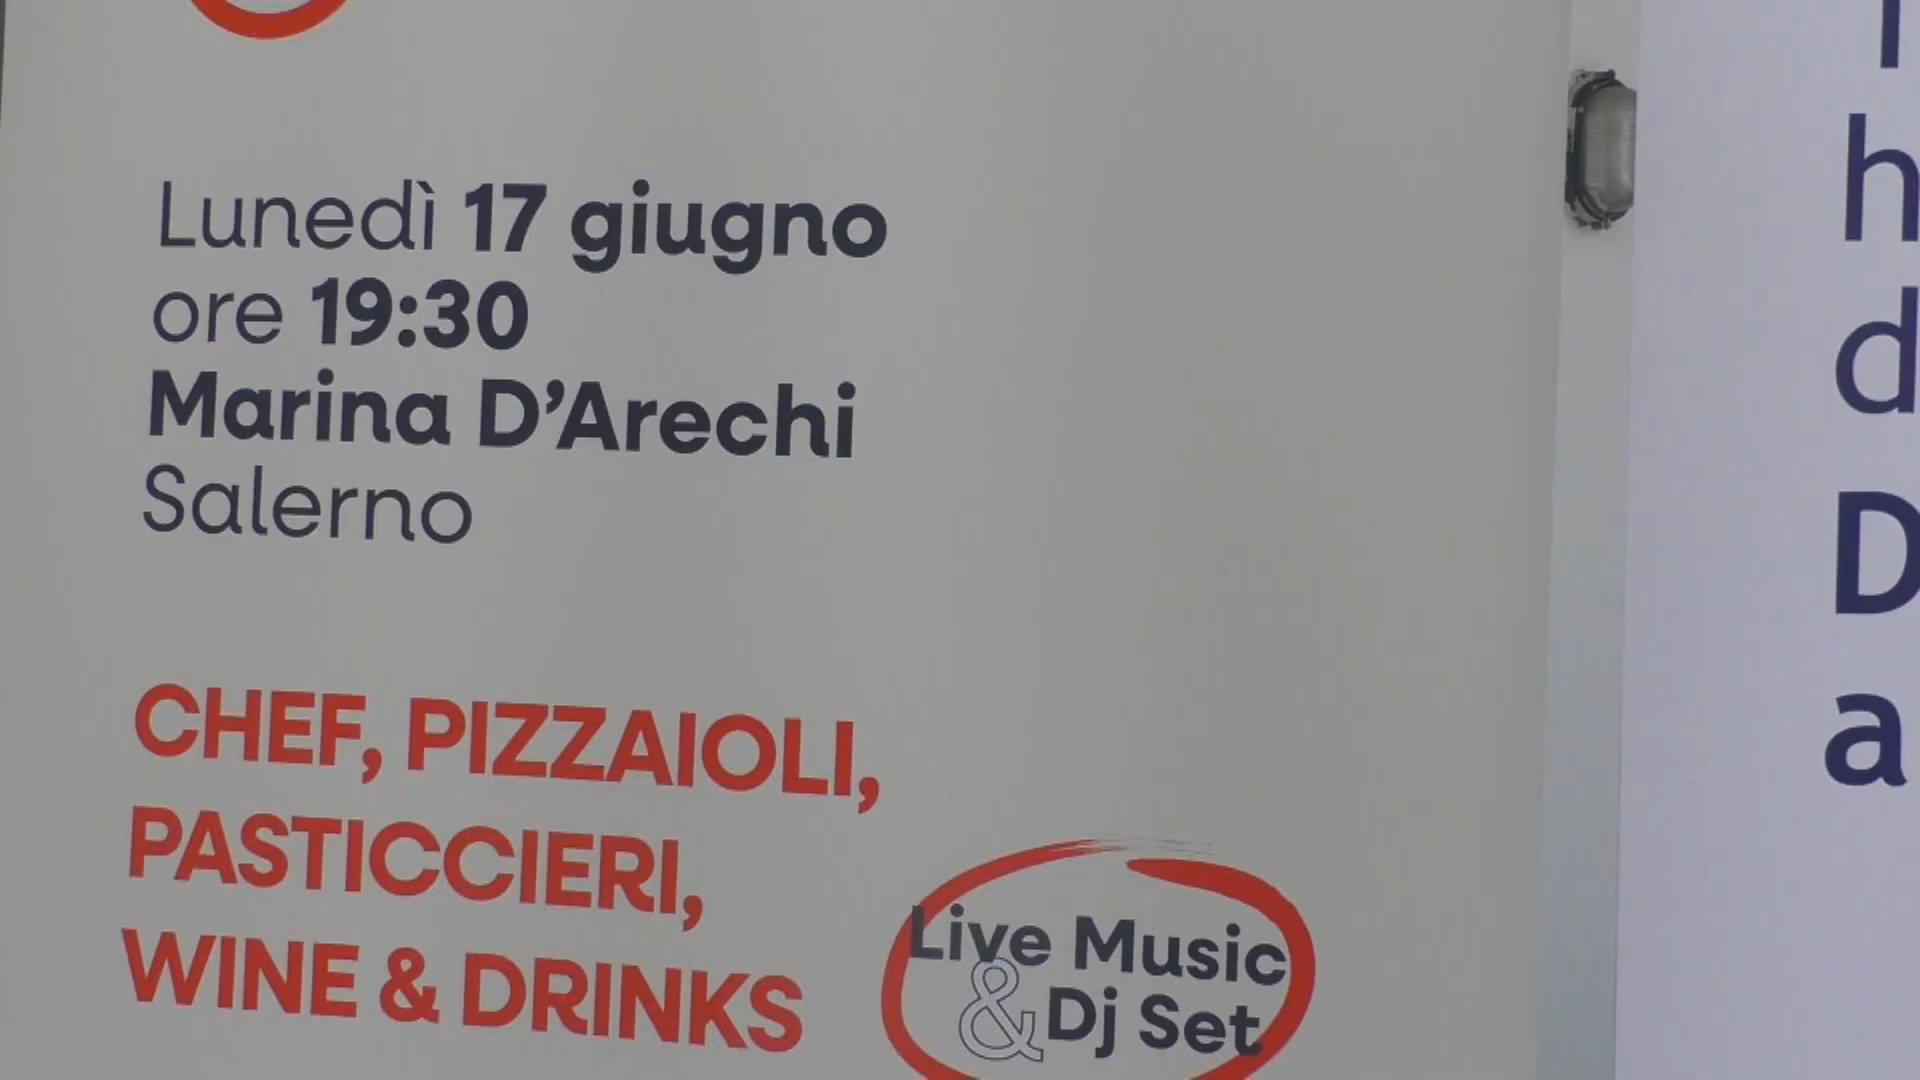 Lunedì 17 giugno
ore 19:30
Marina D'Arechi
Salerno
CHEF, PIZZAIOLI,
PASTICCIERI,
WINE & DRINKS
Live Music
& Dj Set
h
d
D
a